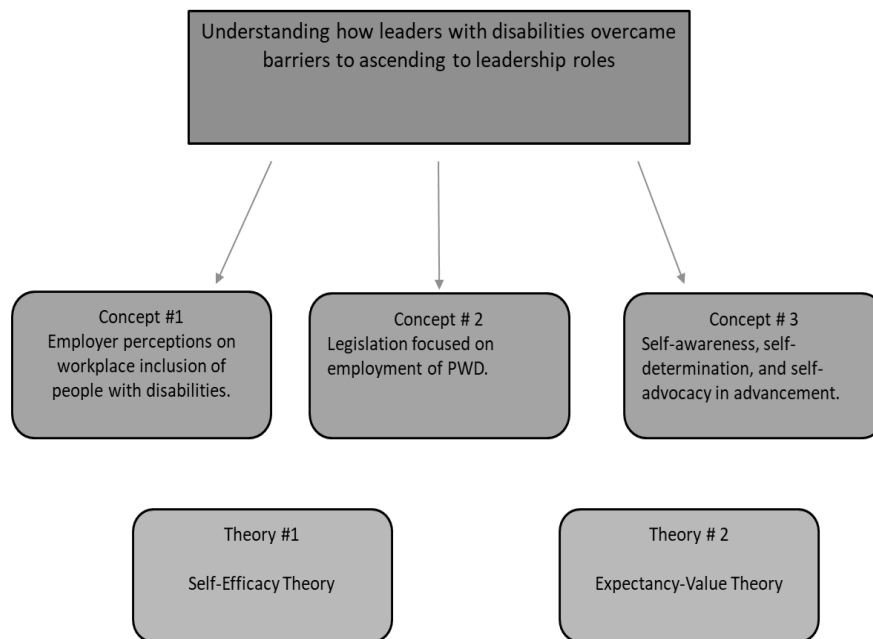 Understanding how leaders with disabilities overcame
barriers to ascending to leadership roles
Concept #1
Employer perceptions on
workplace inclusion of
people with disabilities.
Concept # 2
Legislation focused on
employment of PWD.
Concept # 3
Self-awareness, self-
determination, and self-
advocacy in advancement.
Theory #1
Self-Efficacy Theory
Theory # 2
Expectancy-Value Theory